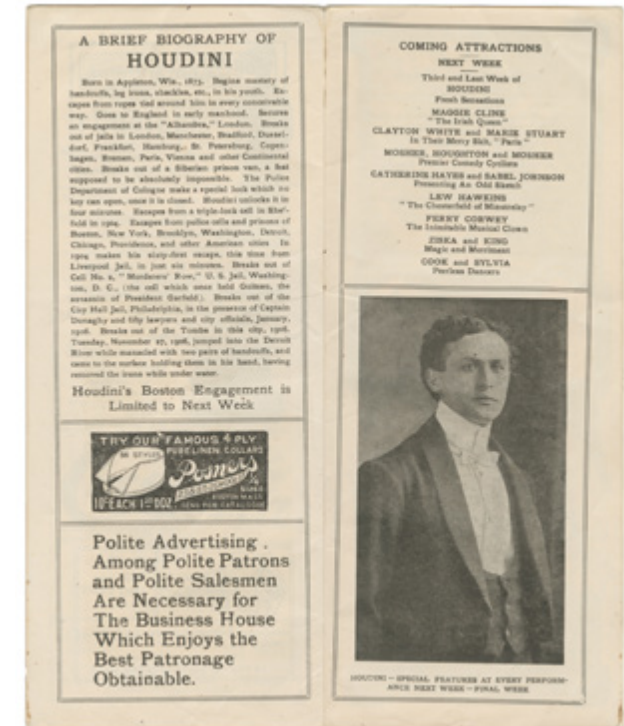 A BRIEF BIOGRAPHY OF
HOUDINI
Born in Appleton, Wis., 1873. Begins mastery of
handcuffs, leg irons, shackles, etc., in his youth. Es-
capes from ropes tied around him in every conceivable
way. Goes to England in early manhood. Secures
an engagement at the "Alhambra," London. Breaks
out of jails in London, Manchester, Bradford, Dussel-
dorf, Frankfort, Hamburg, St. Petersburg, Copen-
hagen, Bremen, Paris, Vienna and other Continental
cities. Breaks out of a Siberian prison van, a feat
supposed to be absolutely impossible. The Police
Department of Cologne make a special lock which no
key can open, once it is closed. Houdini unlocks it in
four minutes. Escapes from a triple-lock cell in Shef-
field in 1904. Escapes from police cells and prisons of
Boston, New York, Brooklyn, Washington, Detroit,
Chicago, Providence, and other American cities. In
1904 makes his sixty-first escape, this time from
Liverpool Jail, in just six minutes. Breaks out of
Cell No. 2, "Murderers' Row," U. S. Jail, Washing-
ton, D. C., (the cell which once held Guiteau, the
assassin of President Garfield). Breaks out of the
City Hall Jail, Philadelphia, in the presence of Captain
Donaghy and fifty lawyers and city officials, January,
1906. Breaks out of the Tombs in this city, 1906.
Tuesday, November 27, 1906, jumped into the Detroit
River while manacled with two pairs of handcuffs, and
came to the surface holding them in his hand, having
removed the irons while under water.
Houdini's Boston Engagement is
Limited to Next Week
TRY OUR FAMOUS 4 PLY
96 STYLES PURE LINEN COLLARS
Posner's
BOSTON MASS
10¢ EACH 1.20 DOZ. SEND FOR CATALOGUE
Polite Advertising
Among Polite Patrons
and Polite Salesmen
Are Necessary for
The Business House
Which Enjoys the
Best Patronage
Obtainable.
COMING ATTRACTIONS
NEXT WEEK
Third and Last Week of
HOUDINI
Fresh Sensations
MAGGIE CLINE
"The Irish Queen"
CLAYTON WHITE and MARIE STUART
In Their Merry Skit, "Paris"
MOSHER, HOUGHTON and MOSHER
Premier Comedy Cyclists
CATHERINE HAYES and SABEL JOHNSON
Presenting An Odd Sketch
LEW HAWKINS
"The Chesterfield of Minstrelsy"
FERRY CORWEY
The Inimitable Musical Clown
ZISKA and KING
Magic and Merriment
COOK and SYLVIA
Peerless Dancers
HOUDINI—SPECIAL FEATURES AT EVERY PERFORM-
ANCE NEXT WEEK—FINAL WEEK